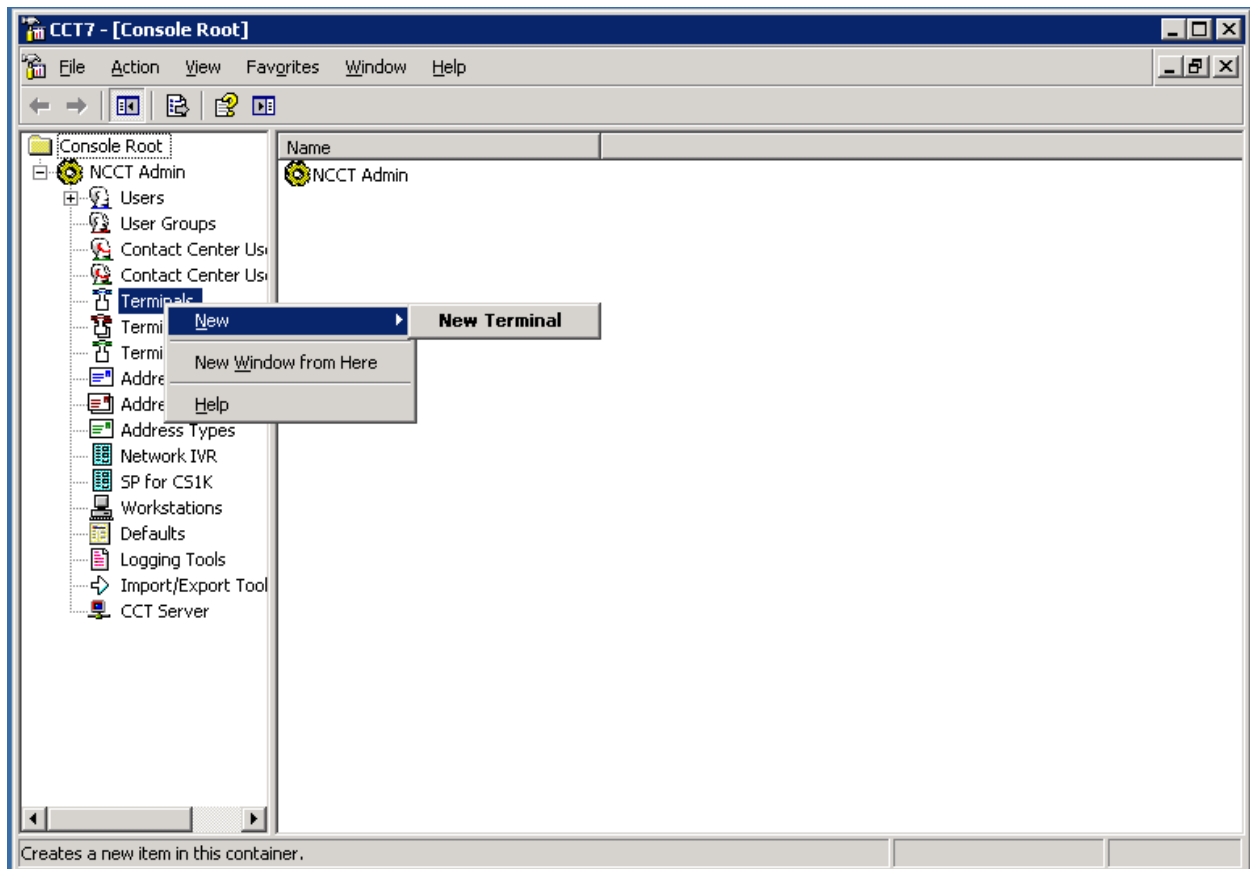 CCT7 - [Console Root]
File Action View Favorites Window Help
Console Root
NCCT Admin
Users
User Groups
Contact Center Us
Contact Center Us
Terminals
Termi
Termi
Addre
Addre
Address Types
Network IVR
SP for CS1K
Workstations
Defaults
Logging Tools
Import/Export Tool
CCT Server
Name
NCCT Admin
New
New Window from Here
Help
New Terminal
Creates a new item in this container.